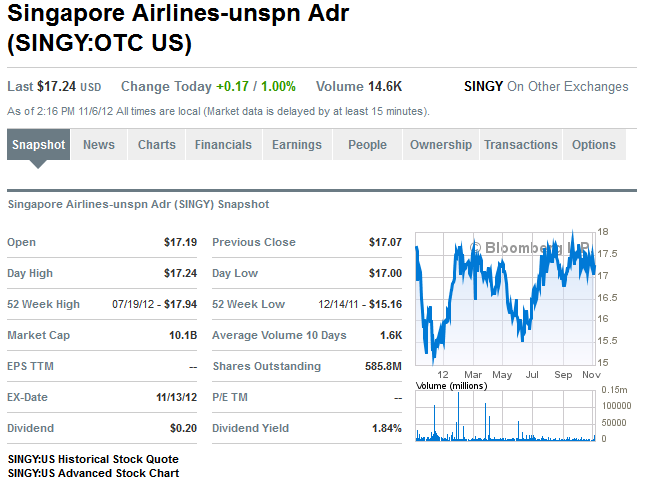 Singapore Airlines-unspn Adr
(SINGY:OTC US)
Last $17.24 USD Change Today +0.17 / 1.00% Volume 14.6K SINGY On Other Exchanges
As of 2:16 PM 11/6/12 All times are local (Market data is delayed by at least 15 minutes).
Snapshot News Charts Financials Earnings People Ownership Transactions Options
Singapore Airlines-unspn Adr (SINGY) Snapshot
Open $17.19 Previous Close $17.07
Day High $17.24 Day Low $17.00
52 Week High 07/19/12 - $17.94 52 Week Low 12/14/11 - $15.16
Market Cap 10.1B Average Volume 10 Days 1.6K
EPS TTM -- Shares Outstanding 585.8M
EX-Date 11/13/12 P/E TM --
Dividend $0.20 Dividend Yield 1.84%
SINGY:US Historical Stock Quote
SINGY:US Advanced Stock Chart
18
17.5
17
16.5
16
15.5
15
12 Mar May Jul Sep Nov
Volume (millions)
0.15m
100000
50000
0